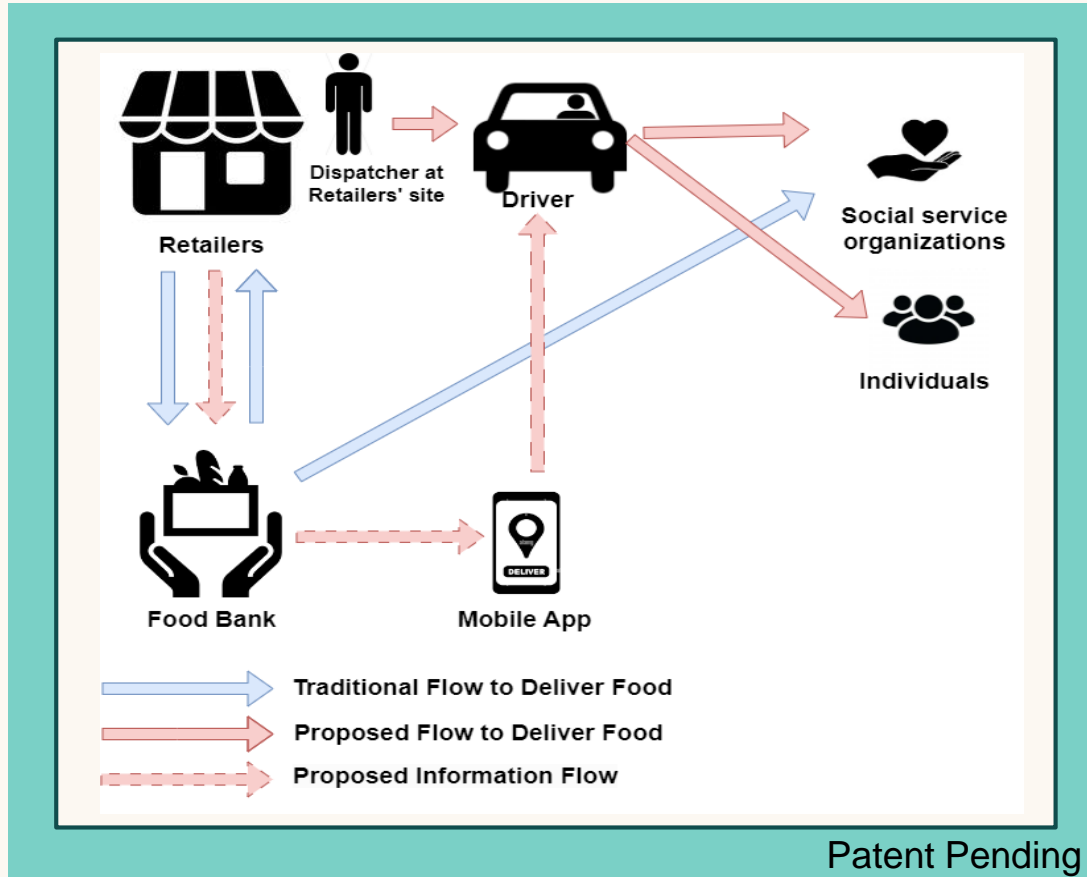 Dispatcher at
Retailers' site
Driver
Retailers
Social service
organizations
Individuals
DELIVER
Food Bank
Mobile App
Traditional Flow to Deliver Food
Proposed Flow to Deliver Food
Proposed Information Flow
Patent Pending